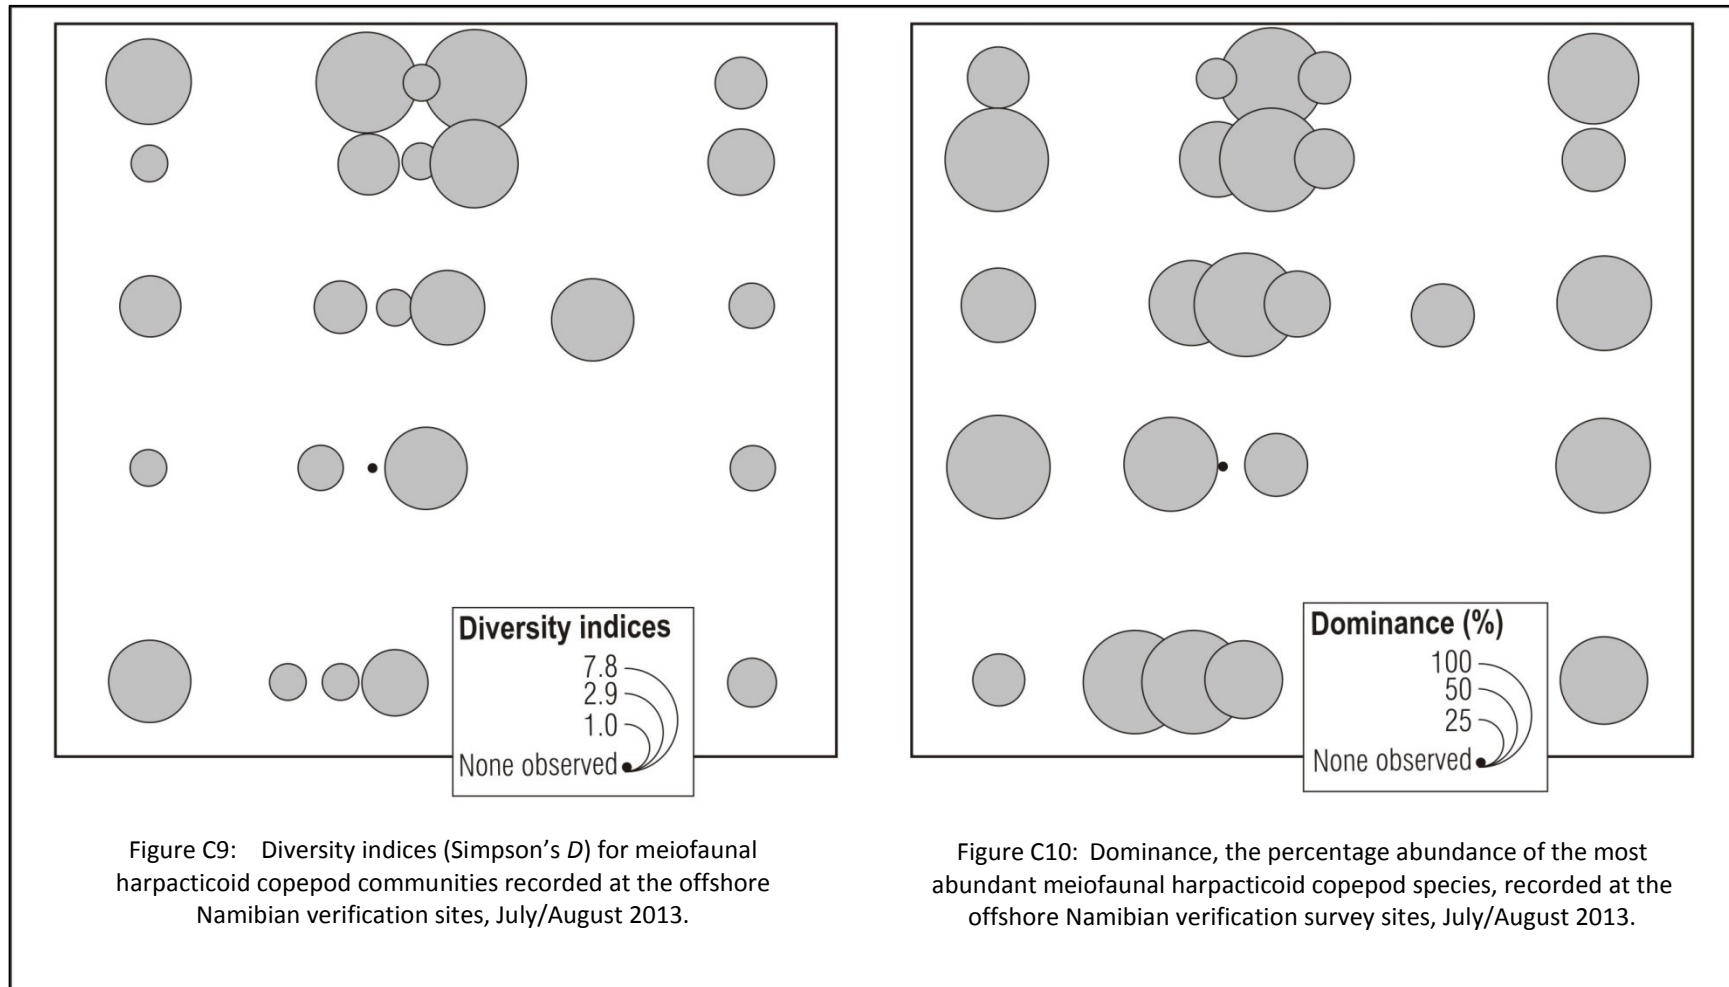 Diversity indices
7.8
2.9
1.0
None observed
Figure C9: Diversity indices (Simpson's D) for meiofaunal
harpacticoid copepod communities recorded at the offshore
Namibian verification sites, July/August 2013.
Dominance (%)
100
50
25
None observed
Figure C10: Dominance, the percentage abundance of the most
abundant meiofaunal harpacticoid copepod species, recorded at the
offshore Namibian verification survey sites, July/August 2013.